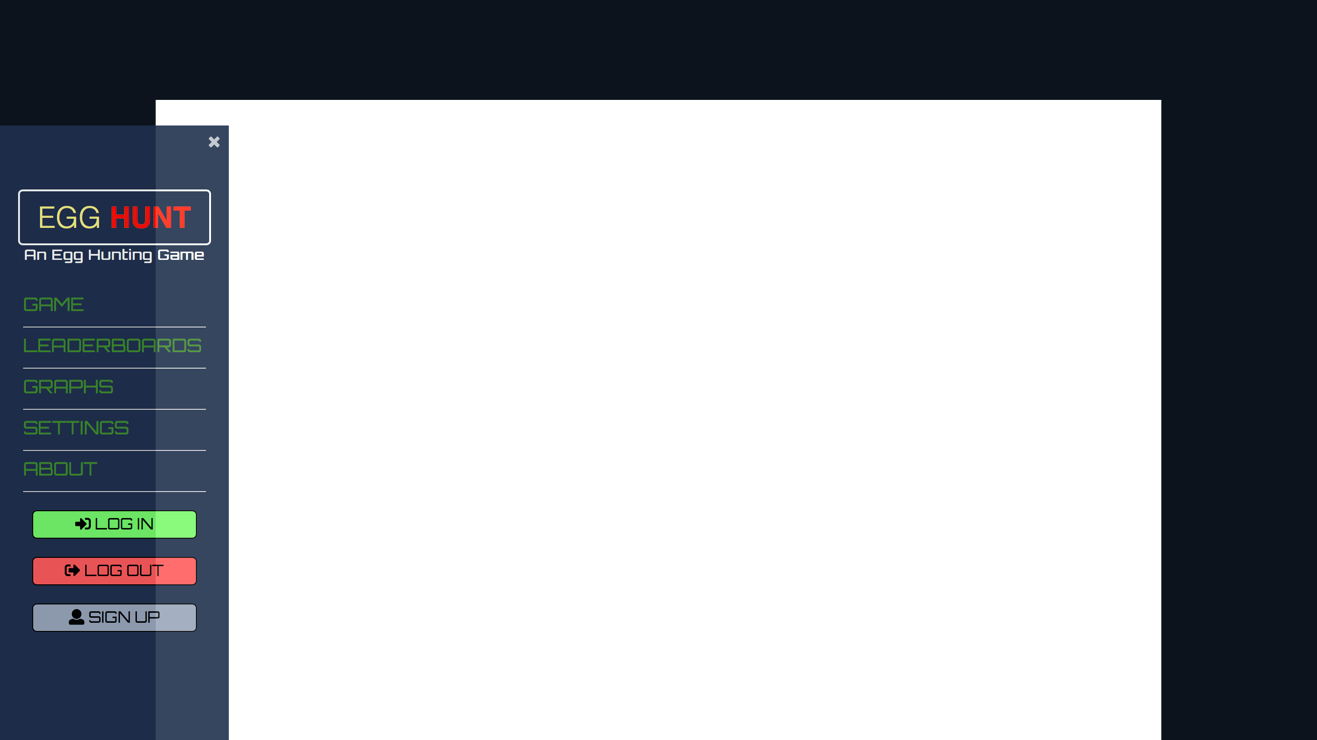 EGG HUNT
An Egg Hunting Game
GAME
LEADERBOARDS
GRAPHS
SETTINGS
ABOUT
LOG IN
LOG OUT
SIGN UP